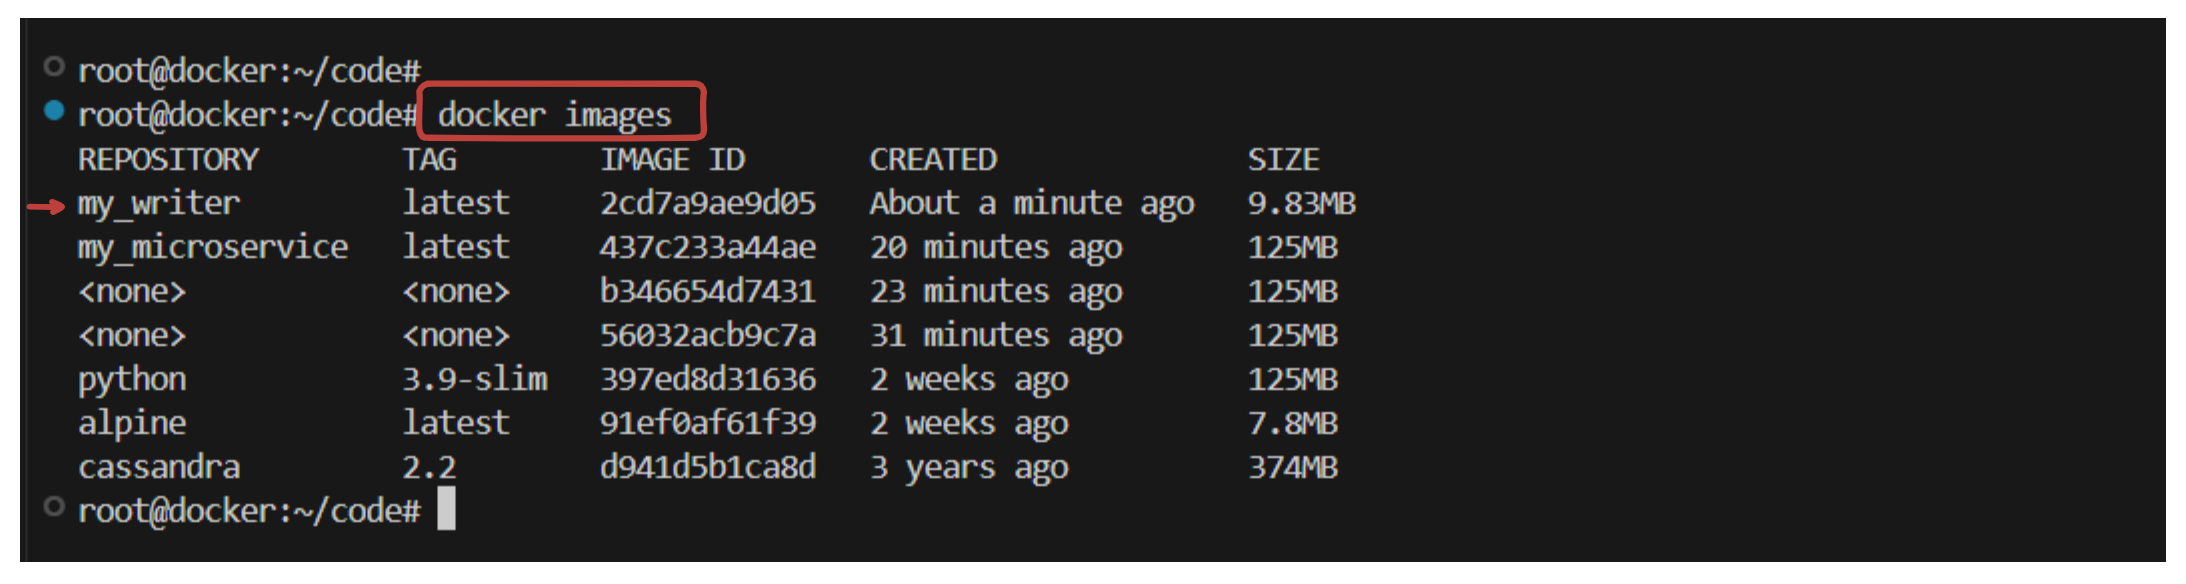 root@docker:~/code#
root@docker:~/code# docker images
REPOSITORY TAG IMAGE ID CREATED SIZE
my_writer latest 2cd7a9ae9d05 About a minute ago 9.83MB
my_microservice latest 437c233a44ae 20 minutes ago 125MB
<none> <none> b346654d7431 23 minutes ago 125MB
<none> <none> 56032acb9c7a 31 minutes ago 125MB
python 3.9-slim 397ed8d31636 2 weeks ago 125MB
alpine latest 91ef0af61f39 2 weeks ago 7.8MB
cassandra 2.2 d941d5b1ca8d 3 years ago 374MB
root@docker:~/code#